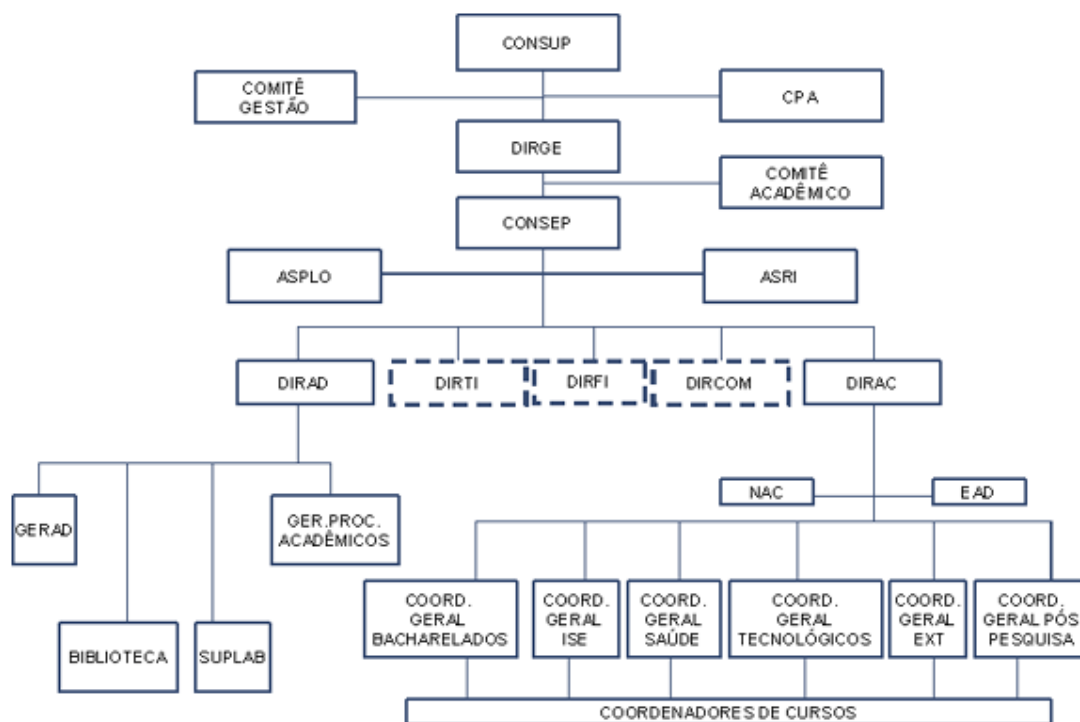 CONSUP
COMITÊ
GESTÃO
CPA
DIRGE
COMITÊ
ACADÊMICO
CONSEP
ASPLO
ASRI
DIRAD
DIRTI
DIRFI
DIRCOM
DIRAC
NAC
EAD
GERAD
GER.PROC.
ACADÊMICOS
BIBLIOTECA
SUPLAB
COORD.
GERAL
BACHARELADOS
COORD.
GERAL
ISE
COORD.
GERAL
SAÚDE
COORD.
GERAL
TECNOLÓGICOS
COORD.
GERAL
EXT
COORD.
GERAL PÓS
PESQUISA
COORDENADORES DE CURSOS